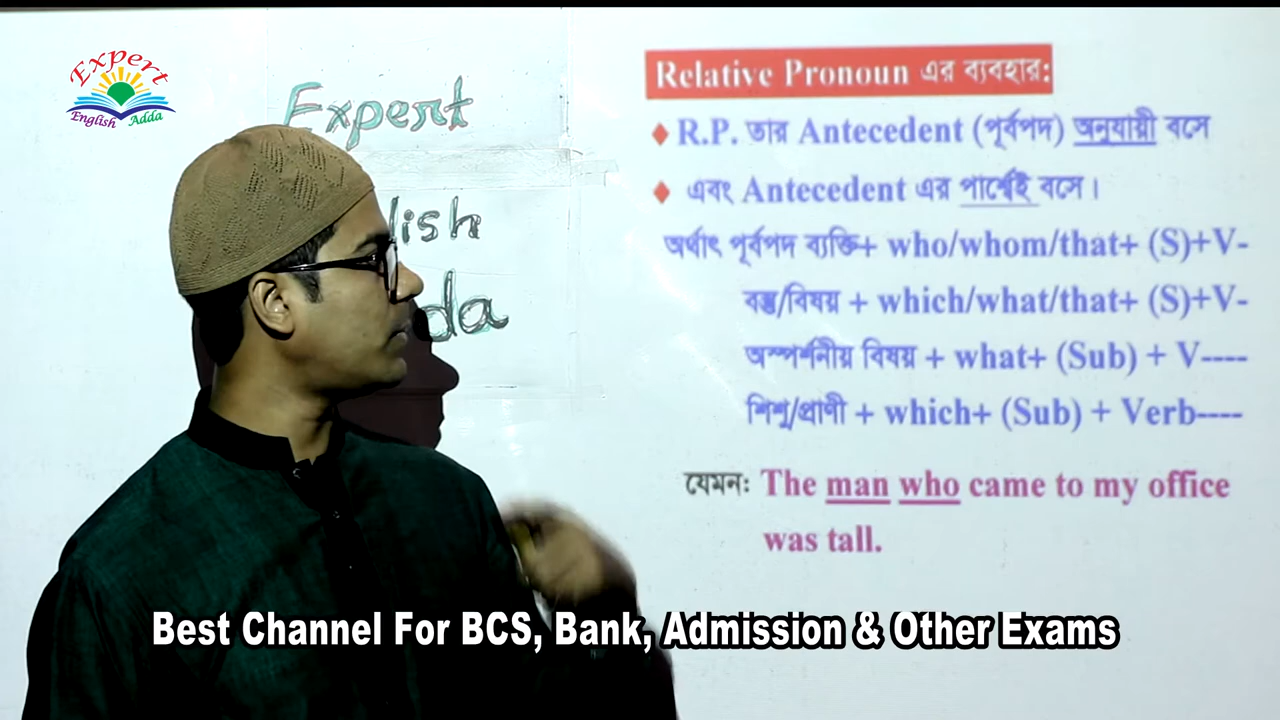 Expert
English Adda
Expert
lish
da
Relative Pronoun এর ব্যবহার:
R.P. তার Antecedent (পূর্বপদ) অনুযায়ী বসে
এবং Antecedent এর পার্শ্বেই বসে।
অর্থাৎ পূর্বপদ ব্যক্তি+ who/whom/that+ (S)+V-
বস্তু/বিষয় + which/what/that+ (S)+V-
অস্পর্শনীয় বিষয় + what+ (Sub) + V----
শিশু/প্রাণী + which+ (Sub) + Verb----
যেমন: The man who came to my office
was tall.
Best Channel For BCS, Bank, Admission & Other Exams